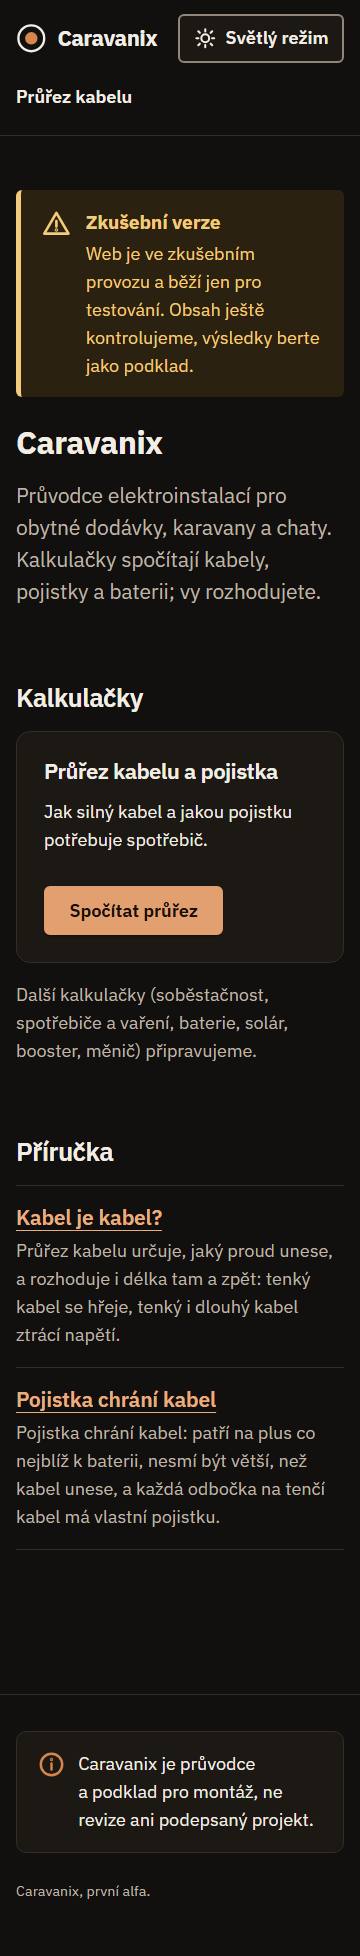 Caravanix
Světlý režim
Průřez kabelu
Zkušební verze
Web je ve zkušebním
provozu a běží jen pro
testování. Obsah ještě
kontrolujeme, výsledky berte
jako podklad.
Caravanix
Průvodce elektroinstalací pro
obytné dodávky, karavany a chaty.
Kalkulačky spočítají kabely,
pojistky a baterii; vy rozhodujete.
Kalkulačky
Průřez kabelu a pojistka
Jak silný kabel a jakou pojistku
potřebuje spotřebič.
Spočítat průřez
Další kalkulačky (soběstačnost,
spotřebiče a vaření, baterie, solár,
booster, měnič) připravujeme.
Příručka
Kabel je kabel?
Průřez kabelu určuje, jaký proud unese,
a rozhoduje i délka tam a zpět: tenký
kabel se hřeje, tenký i dlouhý kabel
ztrácí napětí.
Pojistka chrání kabel
Pojistka chrání kabel: patří na plus co
nejblíž k baterii, nesmí být větší, než
kabel unese, a každá odbočka na tenčí
kabel má vlastní pojistku.
Caravanix je průvodce
a podklad pro montáž, ne
revize ani podepsaný projekt.
Caravanix, první alfa.